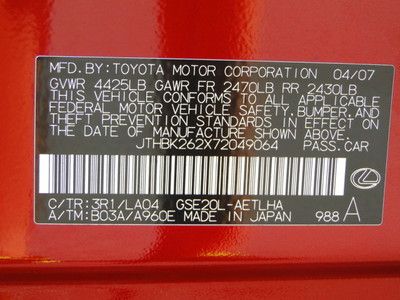 MFD. BY: TOYOTA MOTOR CORPORATION 04/07
GVWR 4425LB GAWR FR 2470LB RR 2430LB
THIS VEHICLE CONFORMS TO ALL APPLICABLE
FEDERAL MOTOR VEHICLE SAFETY, BUMPER, AND
THEFT PREVENTION STANDARDS IN EFFECT ON
THE DATE OF MANUFACTURE SHOWN ABOVE.
JTHBK262X72049064 PASS.CAR
C/TR: 3R1/LA04 GSE20L-AETLHA
A/TM: B03A/A960E MADE IN JAPAN 988 A